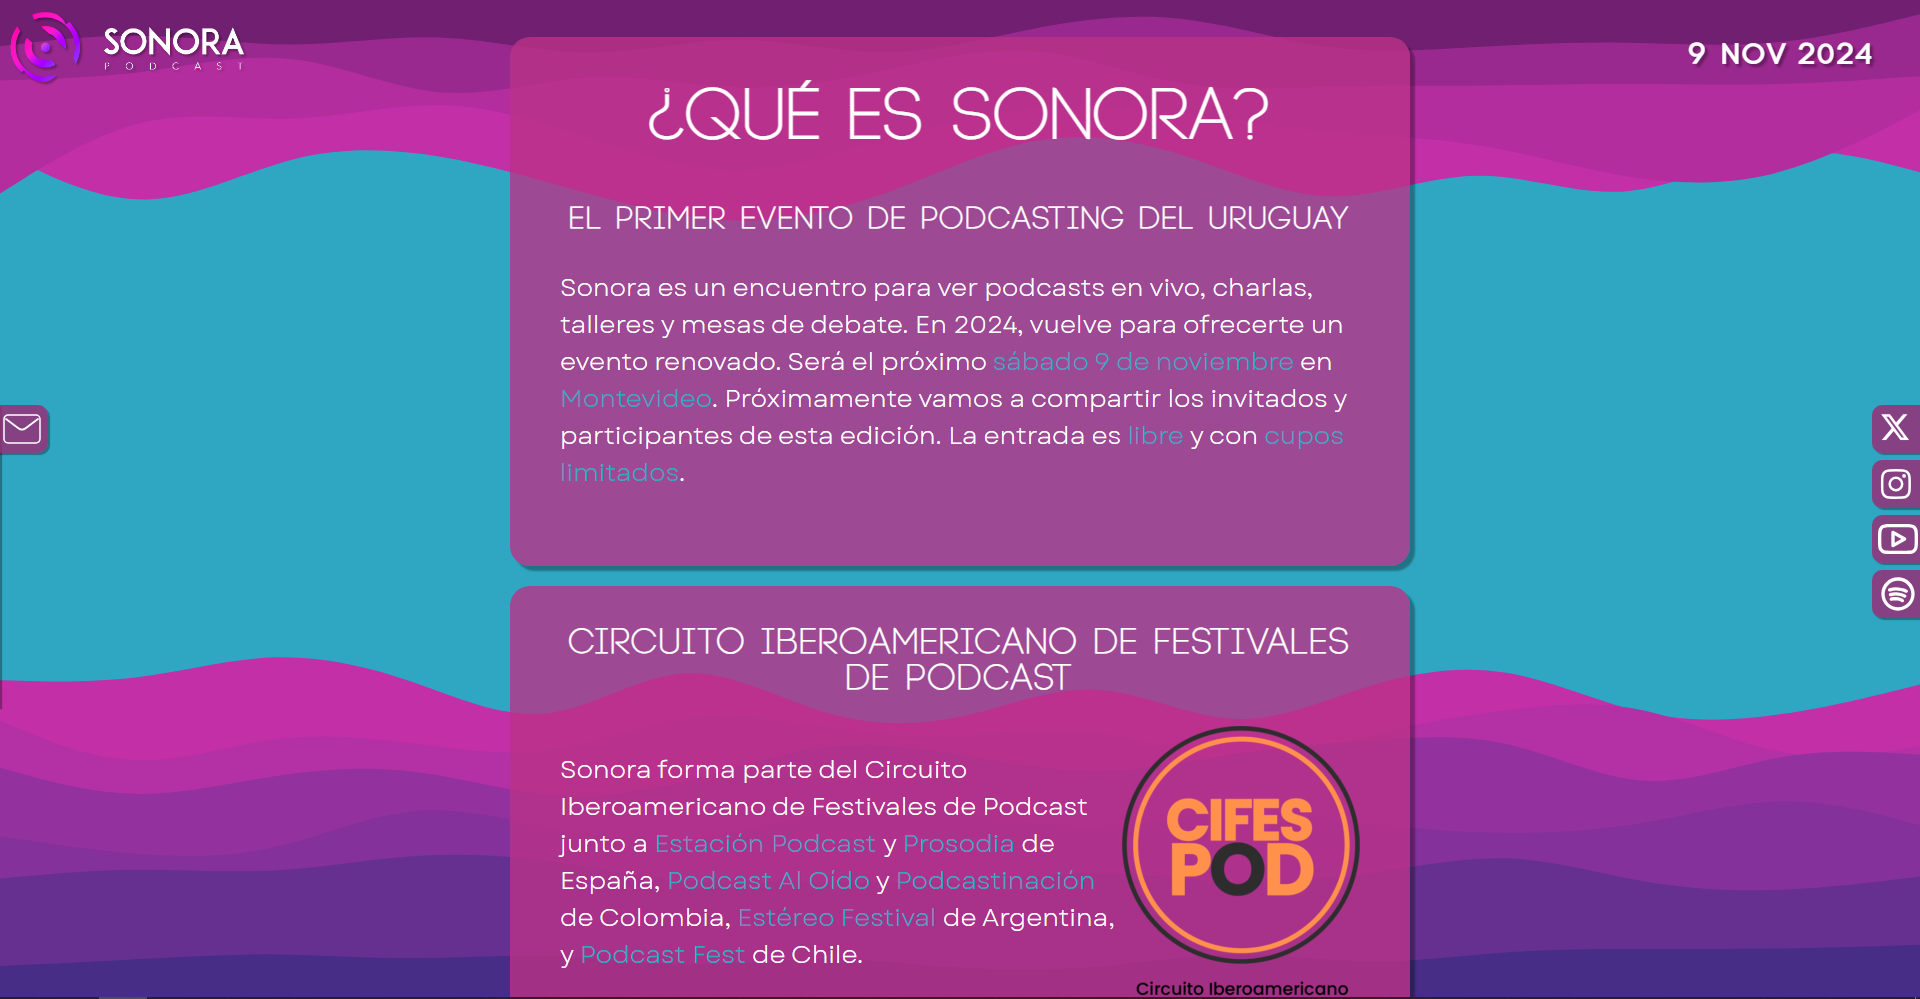 SONORA
PODCAST
9 NOV 2024
¿QUÉ ES SONORA?
EL PRIMER EVENTO DE PODCASTING DEL URUGUAY
Sonora es un encuentro para ver podcasts en vivo, charlas,
talleres y mesas de debate. En 2024, vuelve para ofrecerte un
evento renovado. Será el próximo sábado 9 de noviembre en
Montevideo. Próximamente vamos a compartir los invitados y
participantes de esta edición. La entrada es libre y con cupos
limitados.
CIRCUITO IBEROAMERICANO DE FESTIVALES
DE PODCAST
Sonora forma parte del Circuito
Iberoamericano de Festivales de Podcast
junto a Estación Podcast y Prosodia de
España, Podcast Al Oído y Podcastinación
de Colombia, Estéreo Festival de Argentina,
y Podcast Fest de Chile.
CIFES
POD
Circuito Iberoamericano